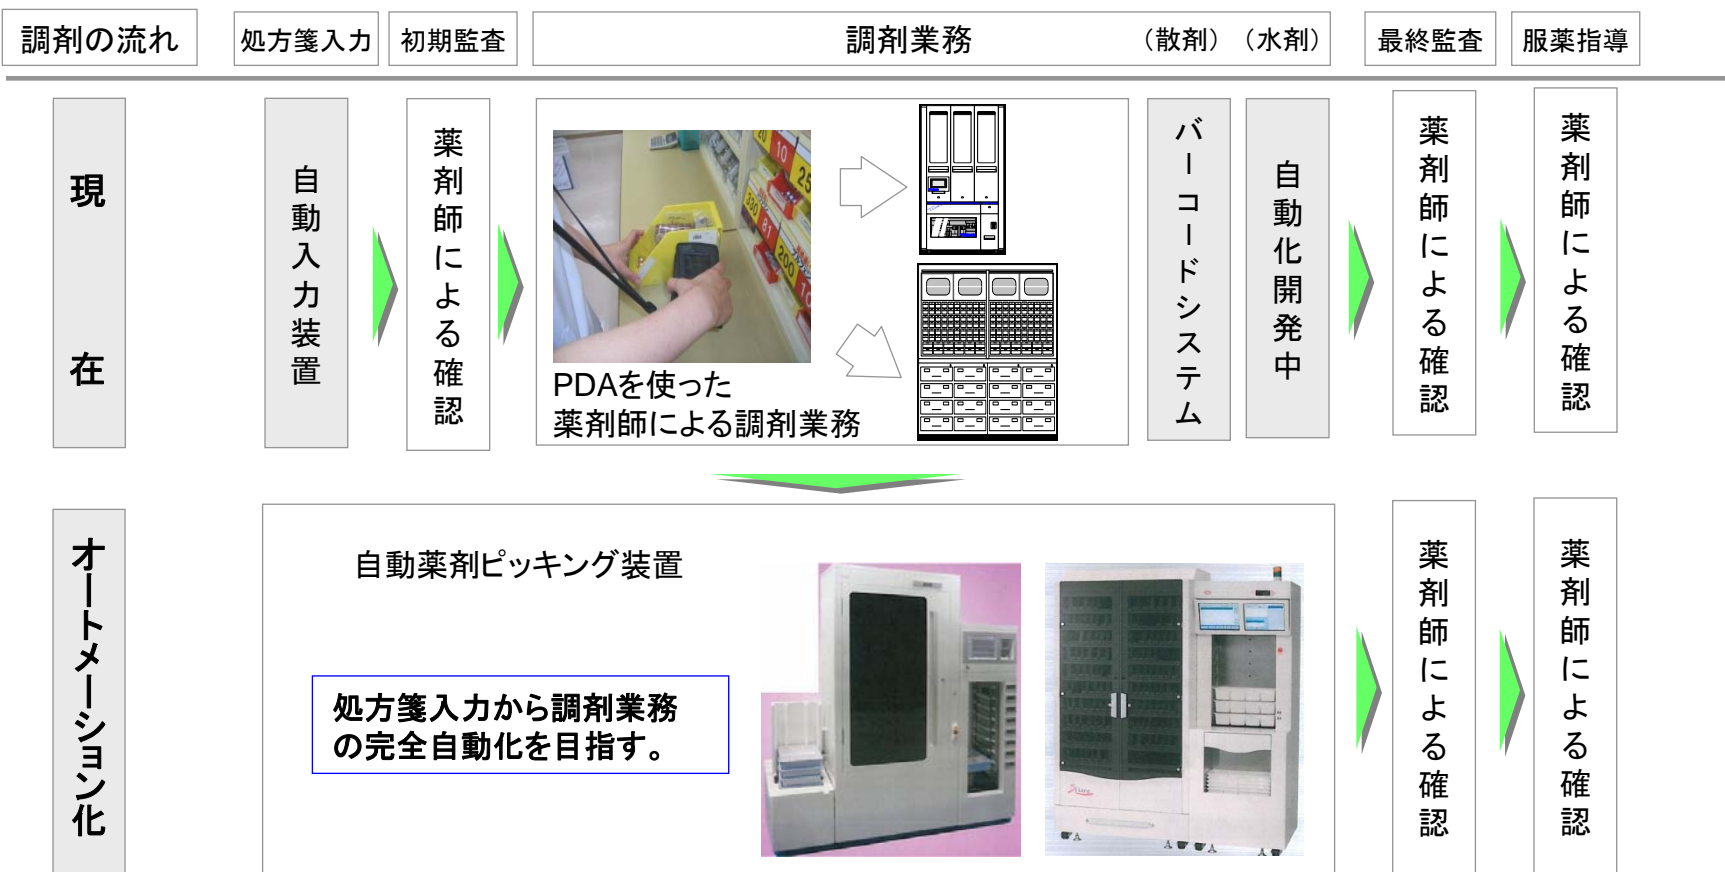 調剤の流れ
処方箋入力
初期監査
調剤業務
（散剤）
（水剤）
最終監査
服薬指導
現在
自動入力装置
薬剤師による確認
PDAを使った
薬剤師による調剤業務
バーコードシステム
自動化開発中
薬剤師による確認
薬剤師による確認
オートメーション化
自動薬剤ピッキング装置
処方箋入力から調剤業務
の完全自動化を目指す。
薬剤師による確認
薬剤師による確認
20
10
25
330
81
200
10